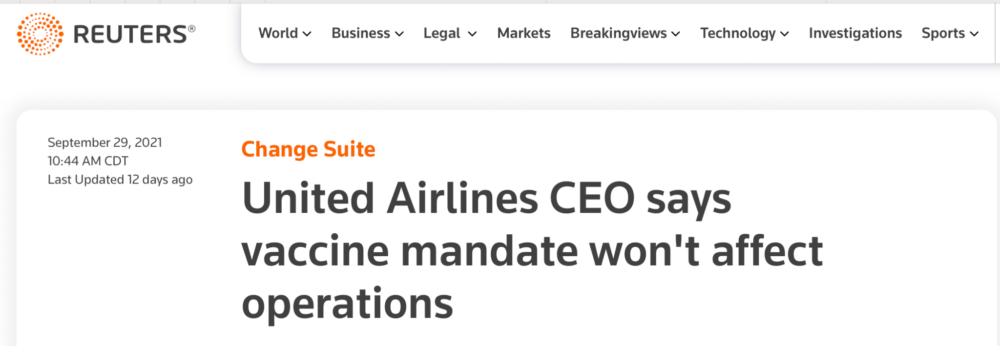 REUTERS®
World Business Legal Markets Breakingviews Technology Investigations Sports
September 29, 2021
10:44 AM CDT
Last Updated 12 days ago
Change Suite
United Airlines CEO says
vaccine mandate won't affect
operations